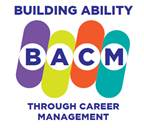 BUILDING ABILITY
BACM
THROUGH CAREER
MANAGEMENT